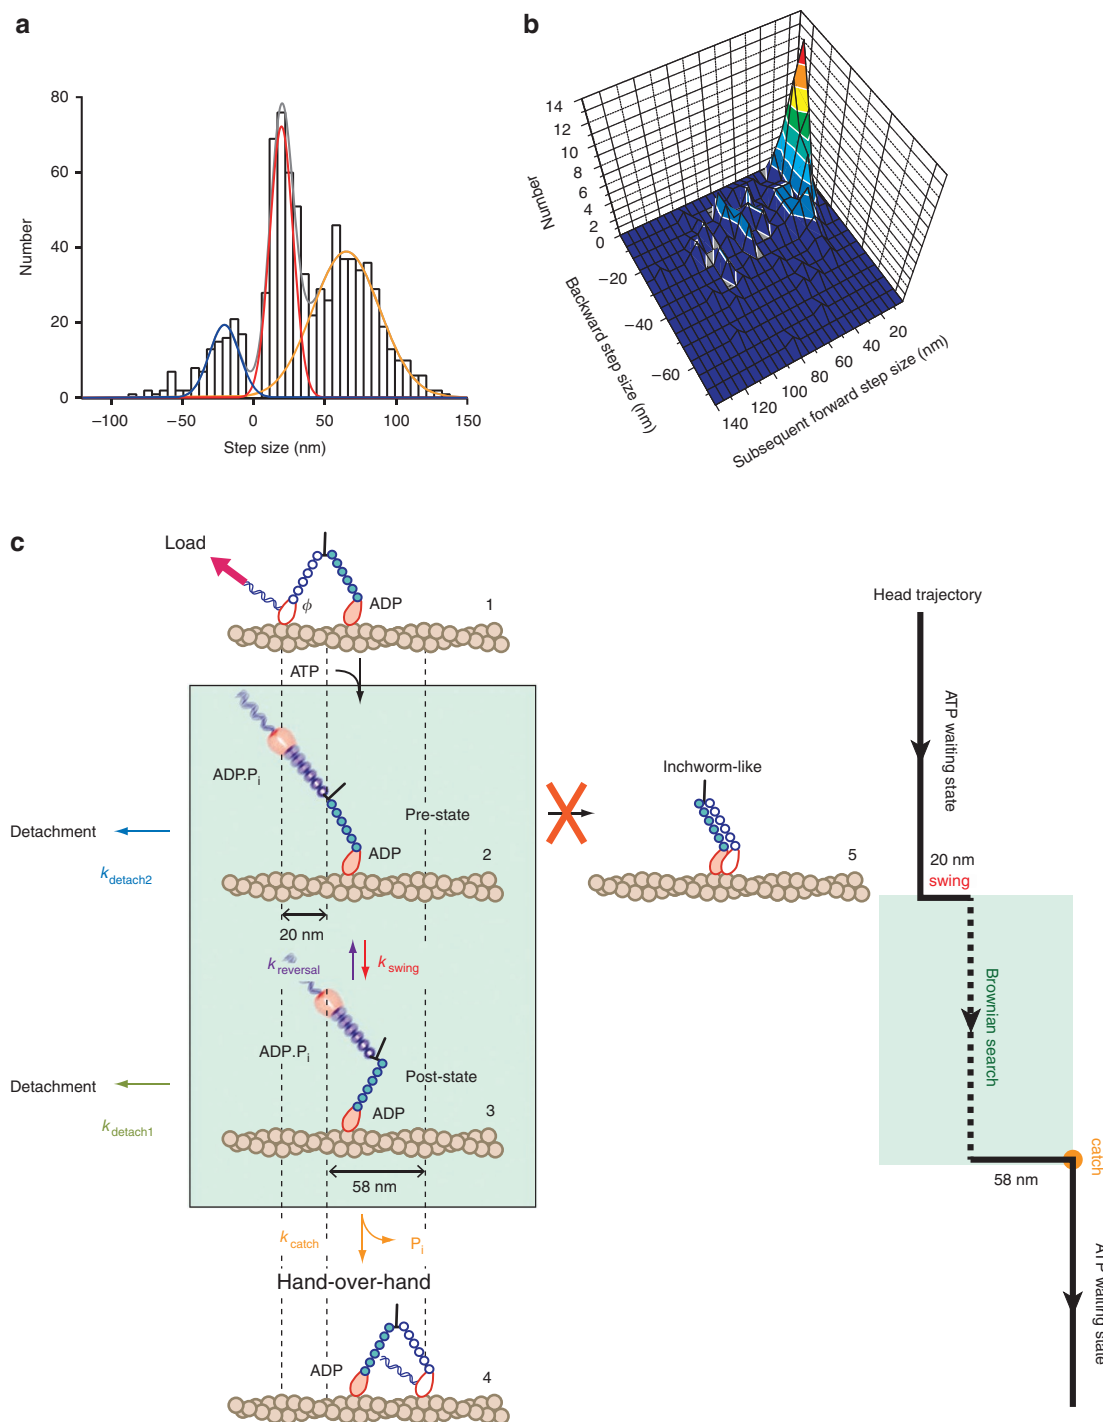 a
80
60
40
20
0
Number
−100
−50
0
50
100
150
Step size (nm)
b
14
12
10
8
6
4
2
0
Number
−20
−40
−60
Backward step size (nm)
140
120
100
80
60
40
20
Subsequent forward step size (nm)
c
Load
ϕ
ADP
1
ATP
ADP.Pi
Pre-state
ADP
2
Detachment
kdetach2
20 nm
kreversal
kswing
ADP.Pi
Post-state
ADP
3
Detachment
kdetach1
58 nm
kcatch
Pi
Hand-over-hand
ADP
4
Inchworm-like
5
Head trajectory
ATP waiting state
20 nm
swing
Brownian search
58 nm
catch
ATP waiting state